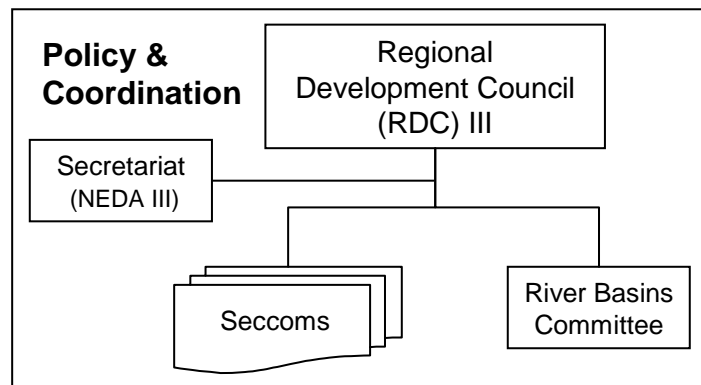 Policy &
Coordination
Regional
Development Council
(RDC) III
Secretariat
(NEDA III)
Seccoms
River Basins
Committee